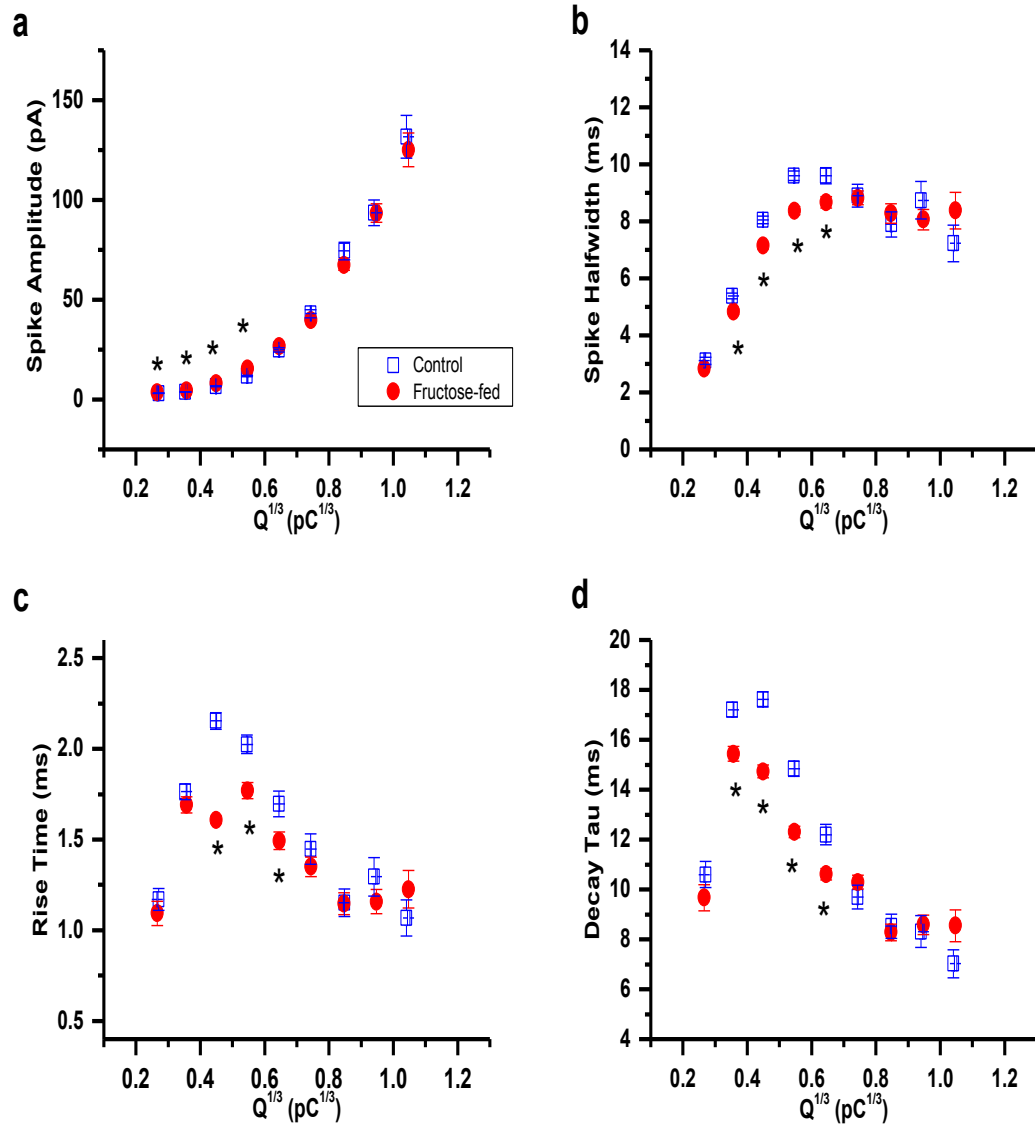 a
Spike Amplitude (pA)
150
100
50
0
* * * *
Control
Fructose-fed
0.2 0.4 0.6 0.8 1.0 1.2
Q^1/3 (pC^1/3)
b
Spike Halfwidth (ms)
14
12
10
8
6
4
2
0
* * * *
0.2 0.4 0.6 0.8 1.0 1.2
Q^1/3 (pC^1/3)
c
Rise Time (ms)
2.5
2.0
1.5
1.0
0.5
* * *
0.2 0.4 0.6 0.8 1.0 1.2
Q^1/3 (pC^1/3)
d
Decay Tau (ms)
20
18
16
14
12
10
8
6
4
* * * *
0.2 0.4 0.6 0.8 1.0 1.2
Q^1/3 (pC^1/3)